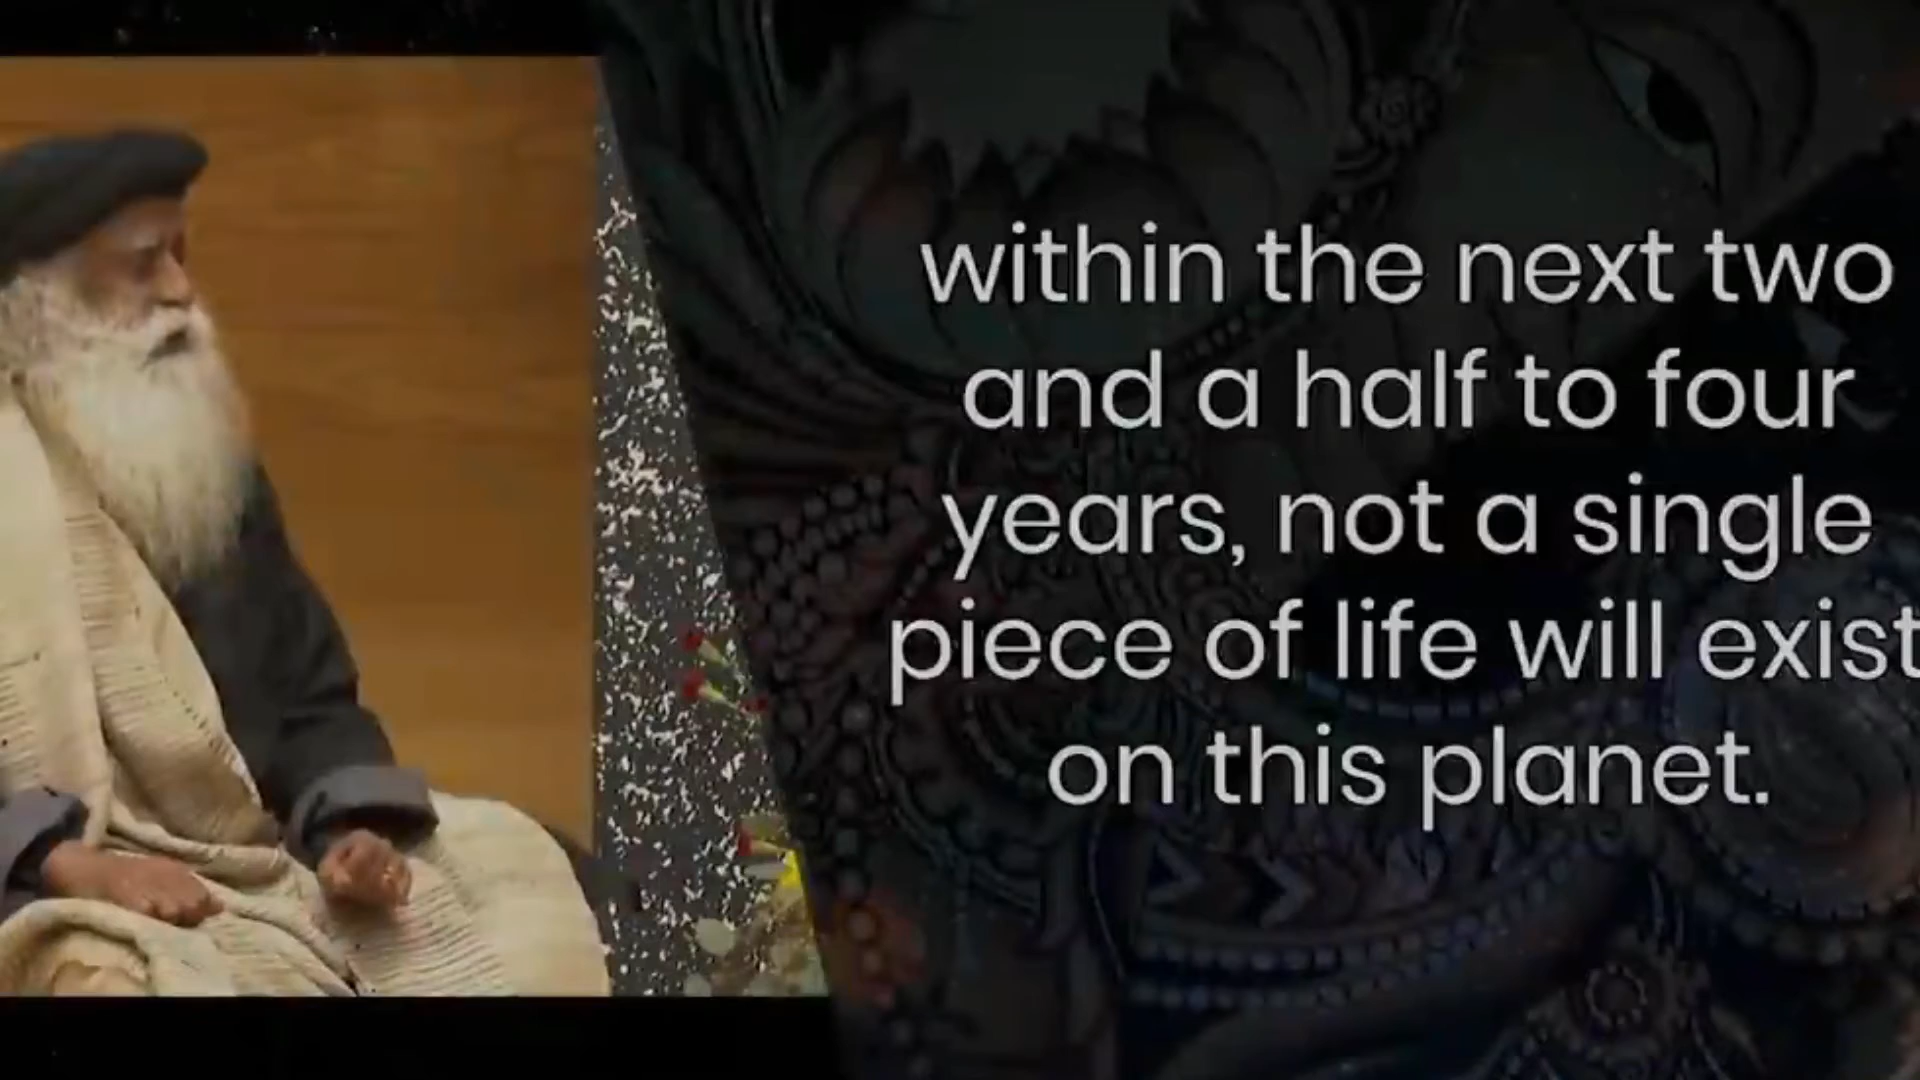 within the next two
and a half to four
years, not a single
piece of life will exist
on this planet.